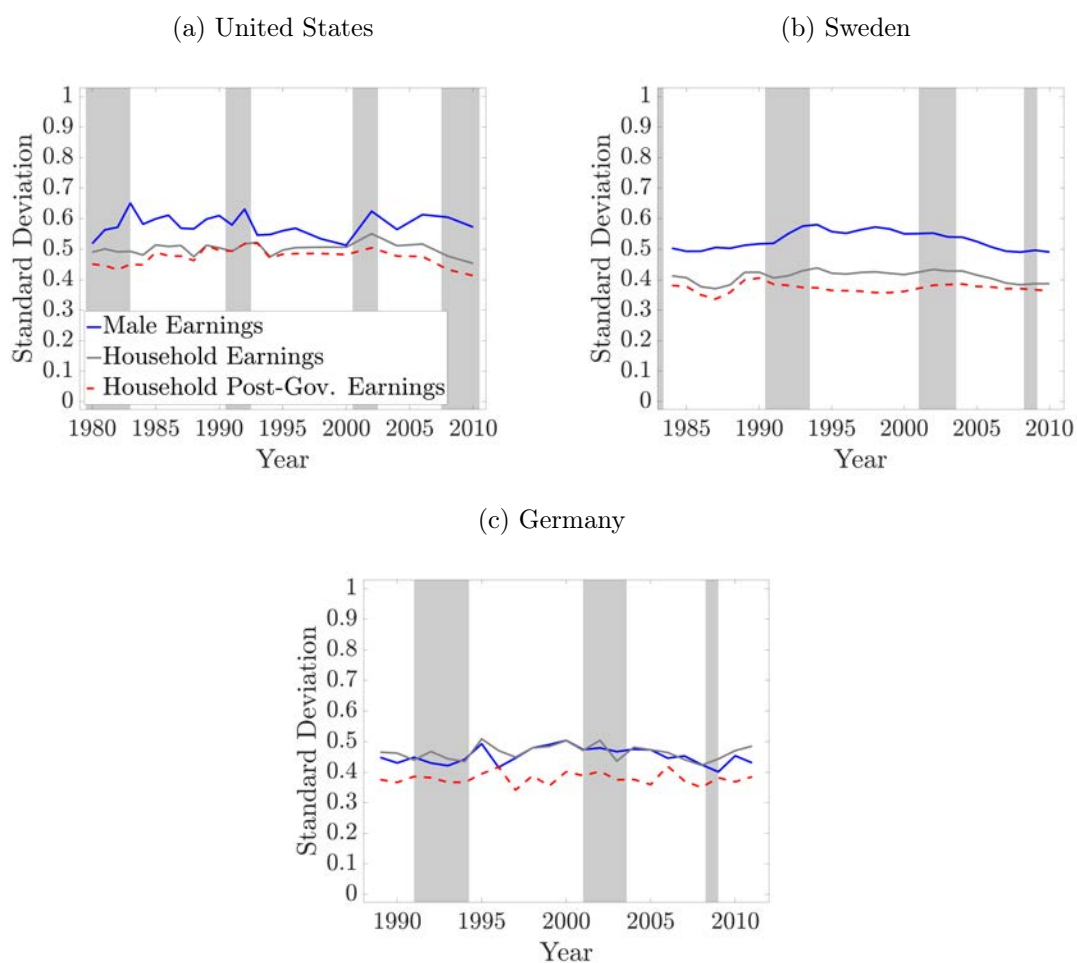 (a) United States
(b) Sweden
1
0.9
0.8
0.7
0.6
0.5
0.4
0.3
0.2
0.1
0
Standard Deviation
Male Earnings
Household Earnings
Household Post-Gov. Earnings
1980 1985 1990 1995 2000 2005 2010
Year
1
0.9
0.8
0.7
0.6
0.5
0.4
0.3
0.2
0.1
0
Standard Deviation
1985 1990 1995 2000 2005 2010
Year
(c) Germany
1
0.9
0.8
0.7
0.6
0.5
0.4
0.3
0.2
0.1
0
Standard Deviation
1990 1995 2000 2005 2010
Year